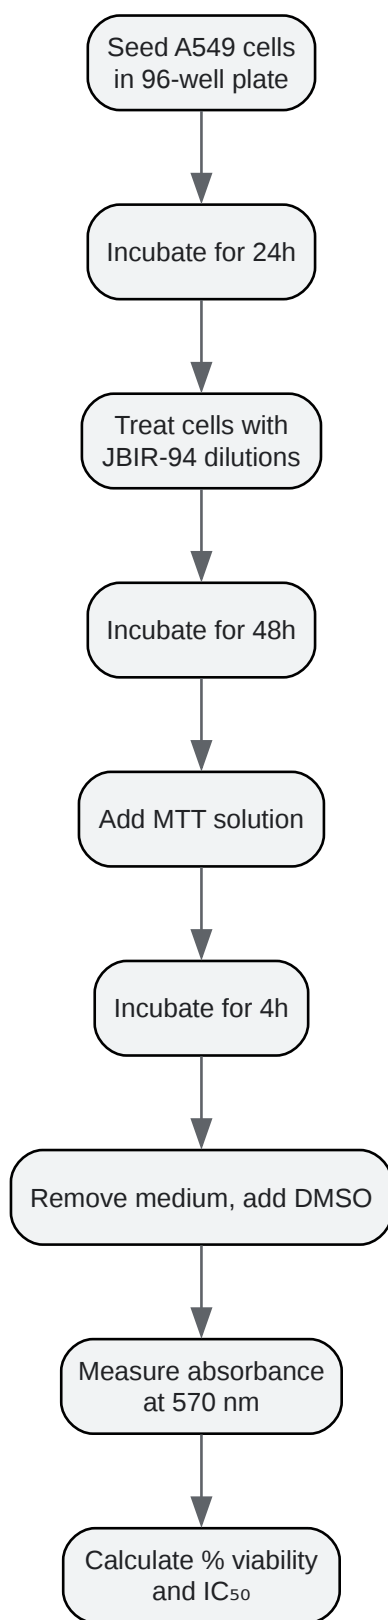 Seed A549 cells
in 96-well plate
Incubate for 24h
Treat cells with
JBIR-94 dilutions
Incubate for 48h
Add MTT solution
Incubate for 4h
Remove medium, add DMSO
Measure absorbance
at 570 nm
Calculate % viability
and IC₅₀